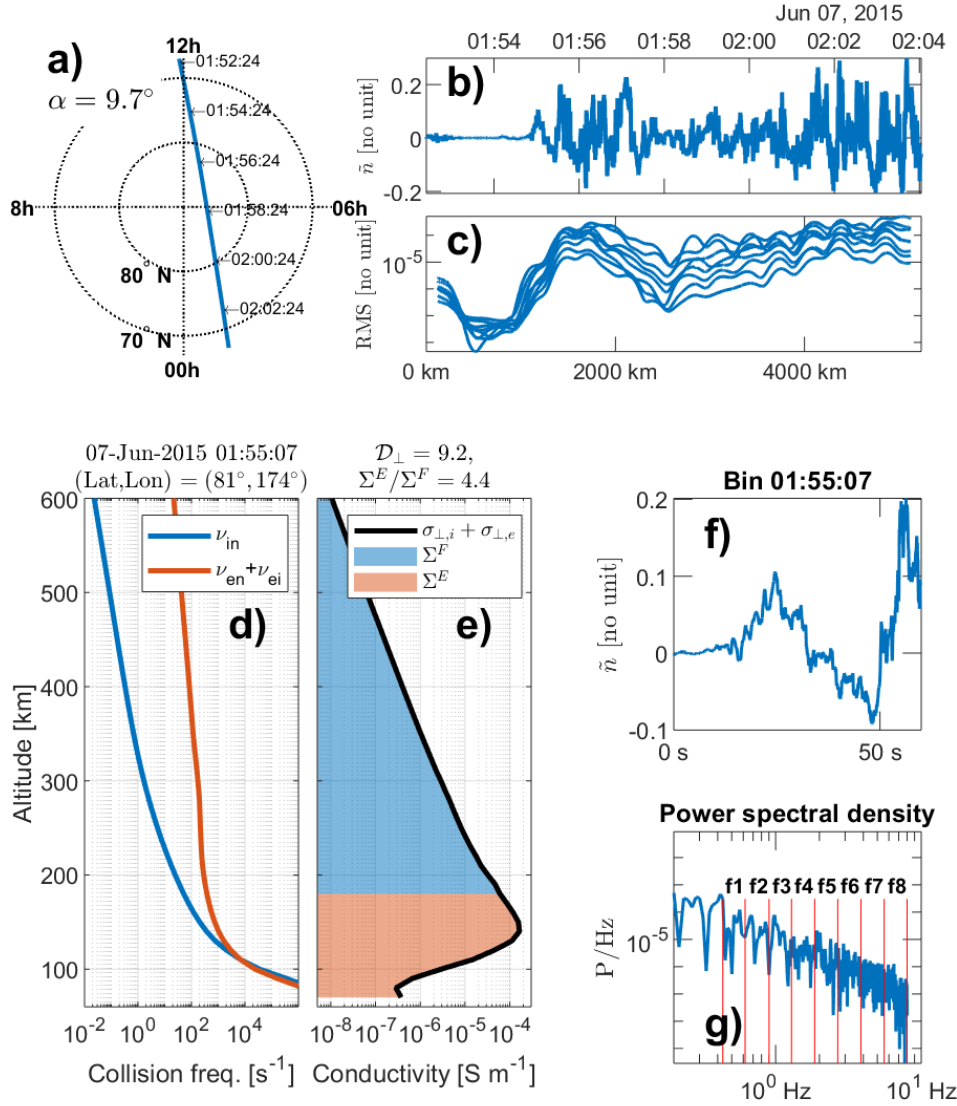 Jun 07, 2015
01:54 01:56 01:58 02:00 02:02 02:04
a)
12h
α = 9.7°
01:52:24
01:54:24
01:56:24
01:58:24
02:00:24
02:02:24
8h
06h
80° N
70° N
00h
b)
ñ [no unit]
0.2
0
-0.2
c)
RMS [no unit]
10-5
0 km 2000 km 4000 km
07-Jun-2015 01:55:07
(Lat,Lon) = (81°, 174°)
600
500
400
300
200
100
Altitude [km]
νin
νen+νei
d)
10-2 100 102 104
Collision freq. [s-1]
𝒟⊥ = 9.2,
ΣE/ΣF = 4.4
σ⊥,i + σ⊥,e
ΣF
ΣE
e)
10-8 10-7 10-6 10-5 10-4
Conductivity [S m-1]
Bin 01:55:07
f)
ñ [no unit]
0.2
0.1
0
-0.1
0 s 50 s
Power spectral density
f1 f2 f3 f4 f5 f6 f7 f8
P/Hz
10-5
g)
100 Hz 101 Hz